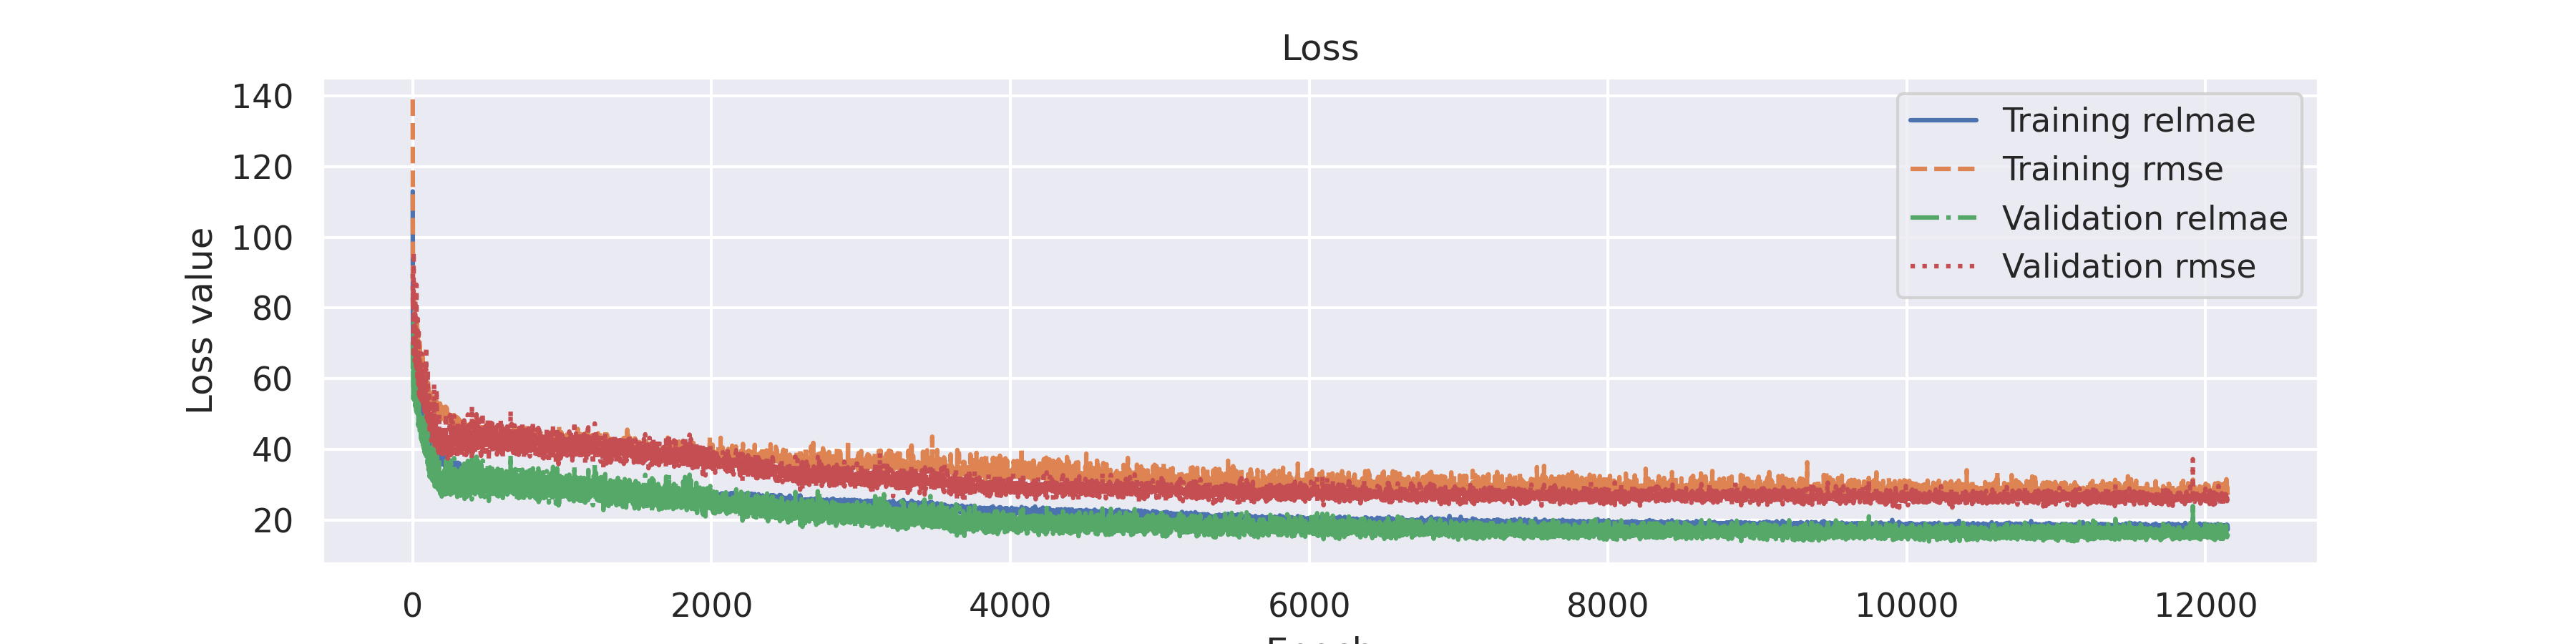 Loss
140
120
100
80
60
40
20
Loss value
0 2000 4000 6000 8000 10000 12000
Training relmae
Training rmse
Validation relmae
Validation rmse